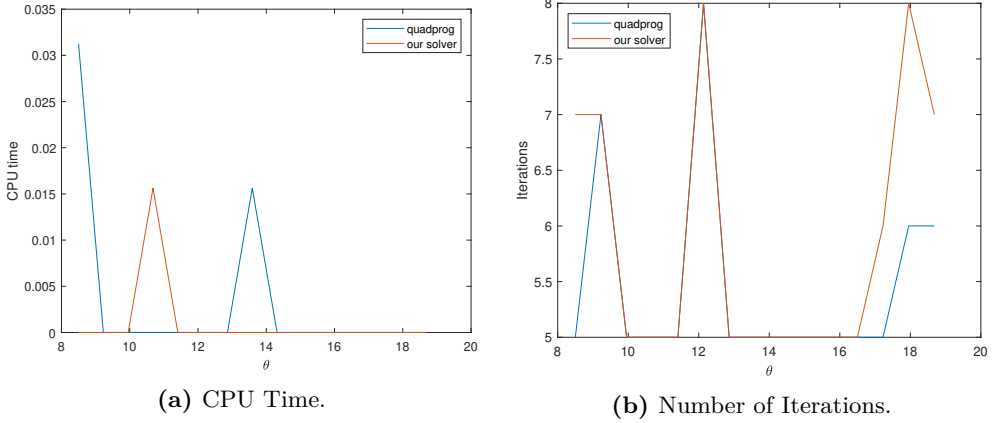 0.035
0.03
0.025
0.02
0.015
0.01
0.005
0
CPU time
8 10 12 14 16 18 20
θ
quadprog
our solver
(a) CPU Time.
8
7.5
7
6.5
6
5.5
5
Iterations
8 10 12 14 16 18 20
θ
quadprog
our solver
(b) Number of Iterations.